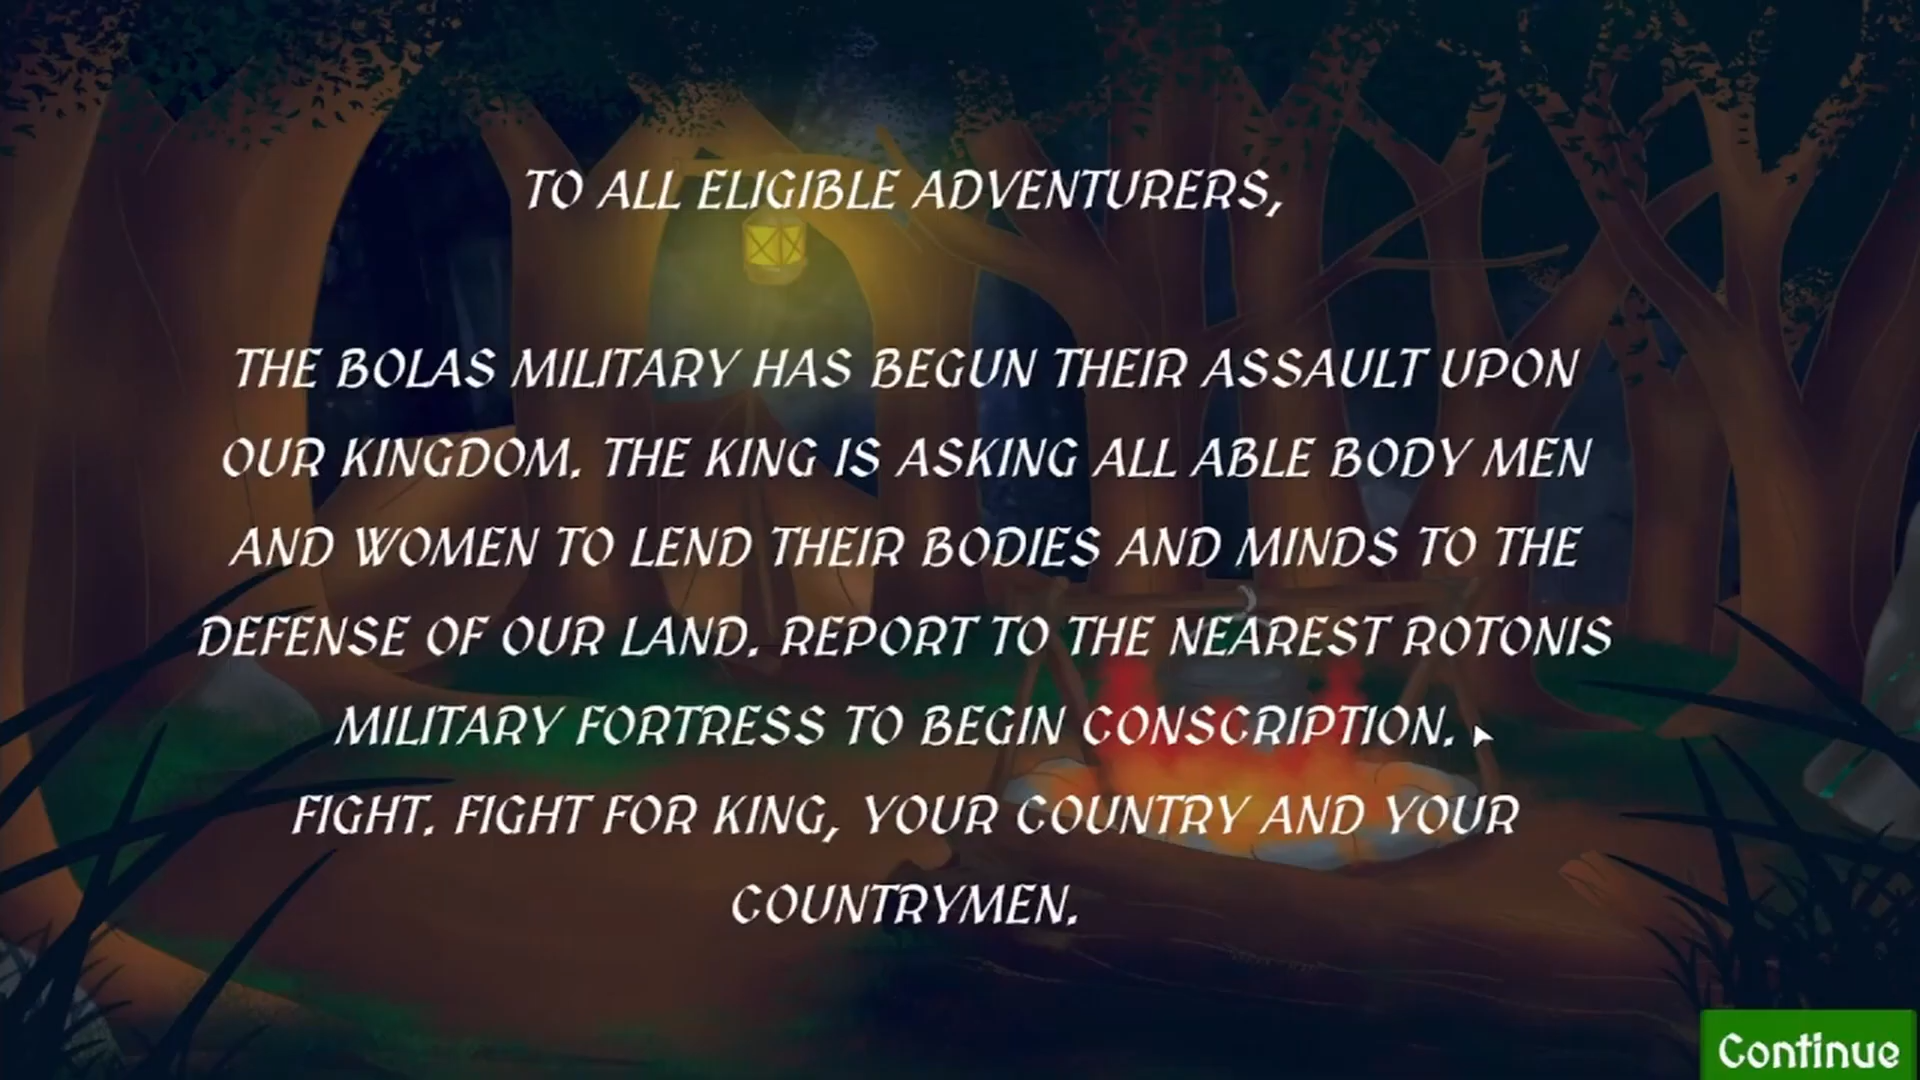 TO ALL ELIGIBLE ADVENTURERS,
THE BOLAS MILITARY HAS BEGUN THEIR ASSAULT UPON
OUR KINGDOM. THE KING IS ASKING ALL ABLE BODY MEN
AND WOMEN TO LEND THEIR BODIES AND MINDS TO THE
DEFENSE OF OUR LAND. REPORT TO THE NEAREST ROTONIS
MILITARY FORTRESS TO BEGIN CONSCRIPTION.
FIGHT. FIGHT FOR KING, YOUR COUNTRY AND YOUR
COUNTRYMEN.
Continue